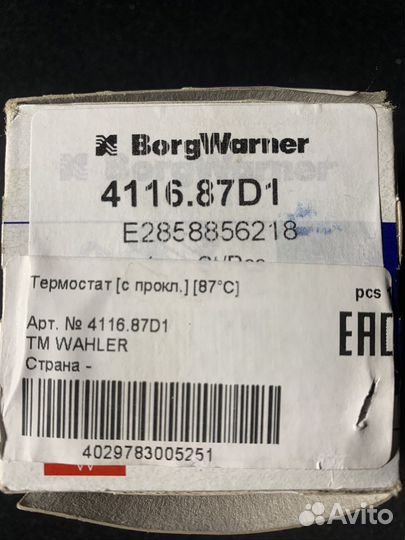 BorgWarner
4116.87D1
E2858856218
Термостат [с прокл.] [87°C]
pcs
Арт. № 4116.87D1
TM WAHLER
Страна -
EAC
4029783005251
W
Avito